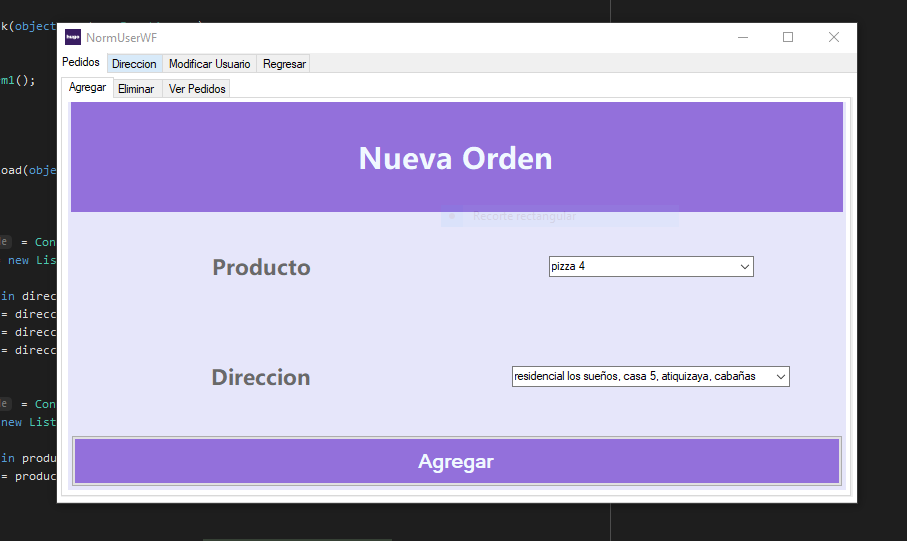 k(object
m1();
oad(obje
= Con
new Lis
in direc
= direcc
= direcc
= direcc
= Con
new List
in produ
= produc
hugo NormUserWF
Pedidos Direccion Modificar Usuario Regresar
Agregar Eliminar Ver Pedidos
Nueva Orden
Recorte rectangular
Producto pizza 4
Direccion residencial los sueños, casa 5, atiquizaya, cabañas
Agregar